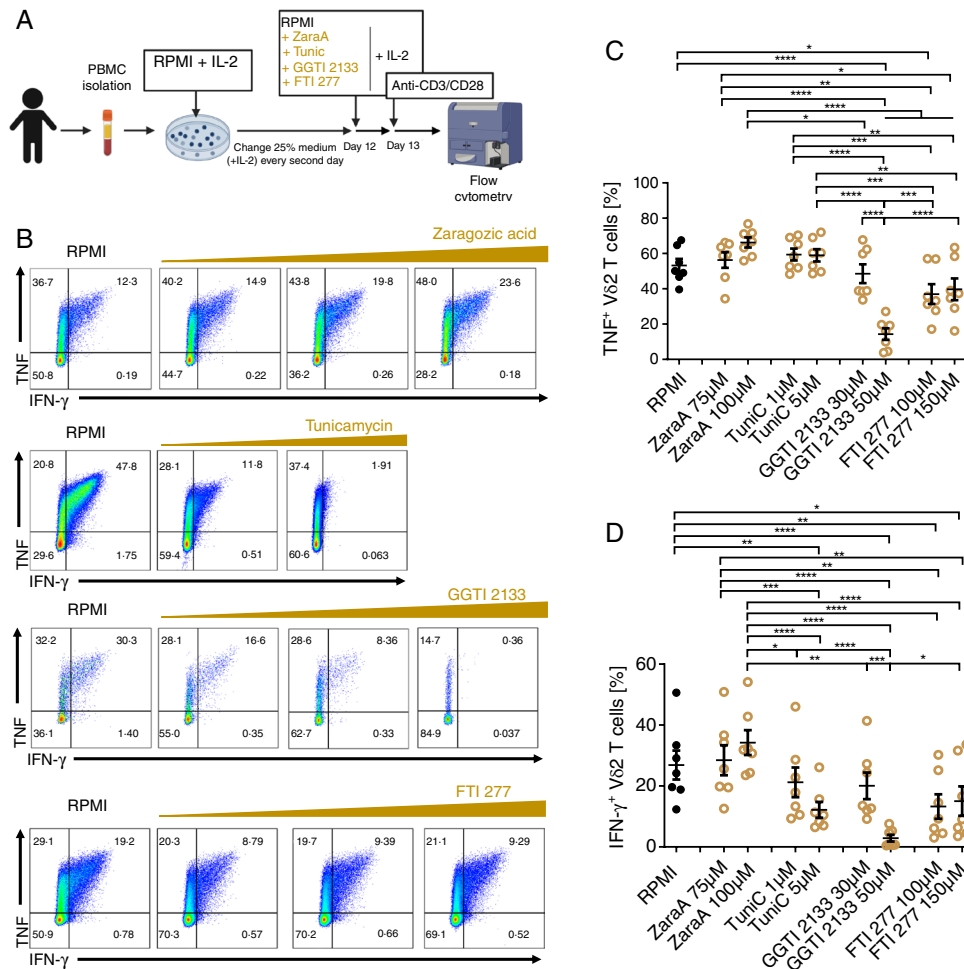 A
PBMC
isolation
RPMI + IL-2
RPMI
+ ZaraA
+ Tunic
+ GGTI 2133
+ FTI 277
+ IL-2
Anti-CD3/CD28
Change 25% medium
(+IL-2) every second day
Day 12
Day 13
Flow
cytometry
B
Zaragozic acid
RPMI
TNF
36·7 12·3
50·8 0·19
40·2 14·9
44·7 0·22
43·8 19·8
36·2 0·26
48·0 23·6
28·2 0·18
IFN-γ
Tunicamycin
RPMI
TNF
20·8 47·8
29·6 1·75
28·1 11·8
59·4 0·51
37·4 1·91
60·6 0·063
IFN-γ
GGTI 2133
RPMI
TNF
32·2 30·3
36·1 1·40
28·1 16·6
55·0 0·35
28·6 8·36
62·7 0·33
14·7 0·36
84·9 0·037
IFN-γ
FTI 277
RPMI
TNF
29·1 19·2
50·9 0·78
20·3 8·79
70·3 0·57
19·7 9·39
70·2 0·66
21·1 9·29
69·1 0·52
IFN-γ
C
*
****
*
**
****
****
*
**
***
****
**
***
**** ***
**** ****
TNF+ Vδ2 T cells [%]
100
80
60
40
20
0
RPMI
ZaraA 75µM
ZaraA 100µM
TuniC 1µM
TuniC 5µM
GGTI 2133 30µM
GGTI 2133 50µM
FTI 277 100µM
FTI 277 150µM
D
*
**
****
**
**
**
****
***
****
****
****
****
* ****
** *** *
IFN-γ+ Vδ2 T cells [%]
60
40
20
0
RPMI
ZaraA 75µM
ZaraA 100µM
TuniC 1µM
TuniC 5µM
GGTI 2133 30µM
GGTI 2133 50µM
FTI 277 100µM
FTI 277 150µM